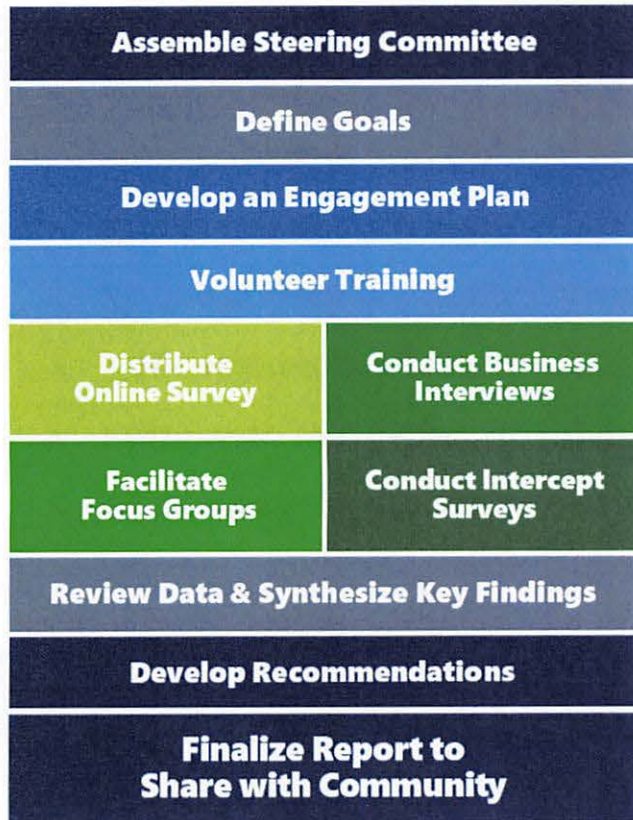 Assemble Steering Committee
Define Goals
Develop an Engagement Plan
Volunteer Training
Distribute
Online Survey
Conduct Business
Interviews
Facilitate
Focus Groups
Conduct Intercept
Surveys
Review Data & Synthesize Key Findings
Develop Recommendations
Finalize Report to
Share with Community